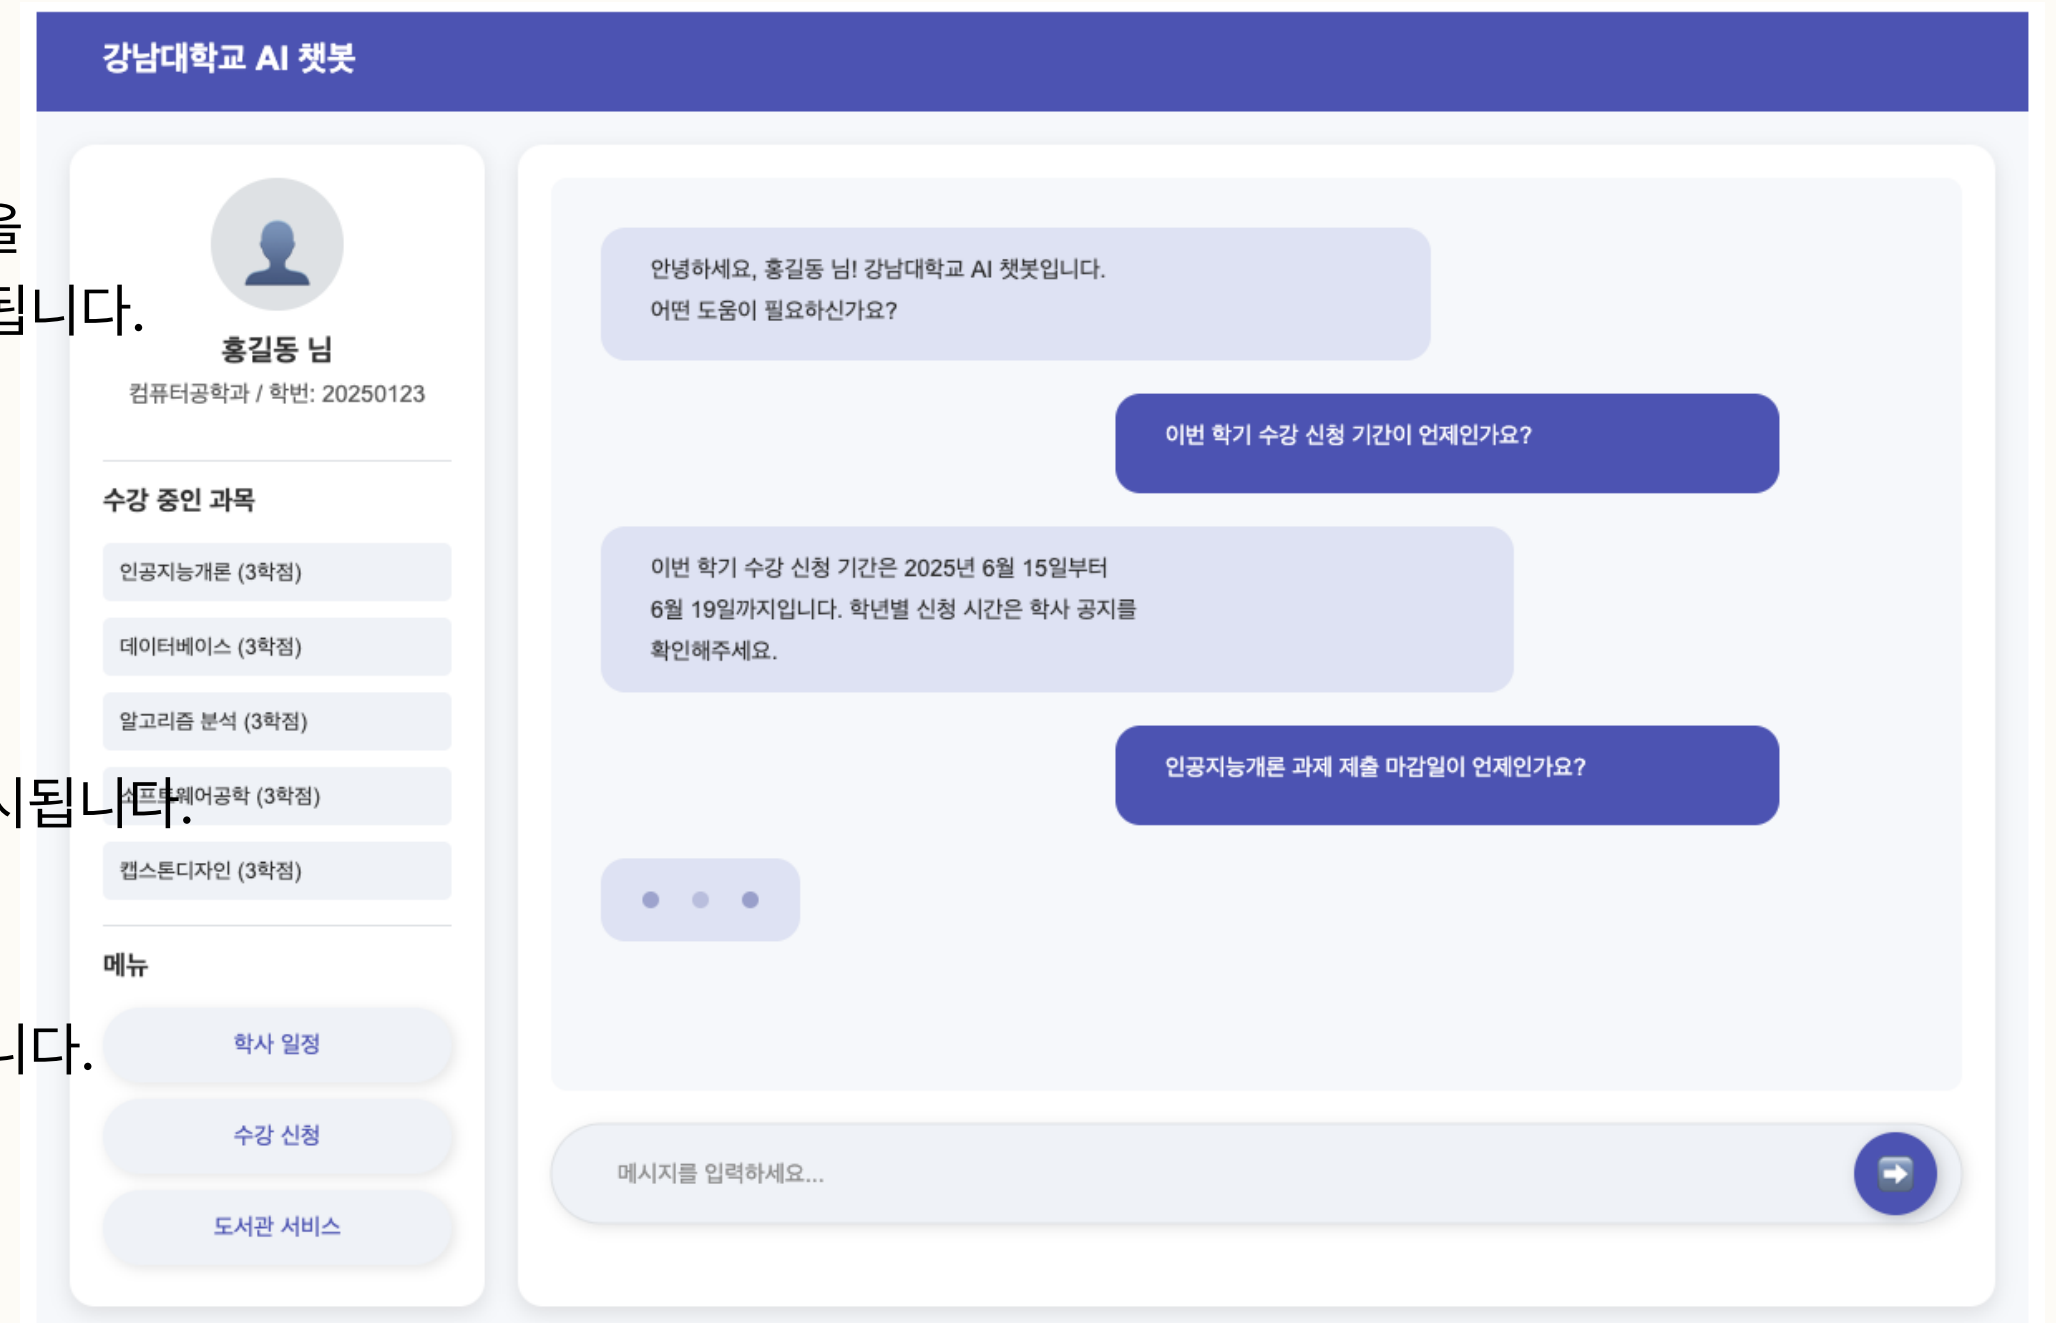 강남대학교 AI 챗봇
을
됩니다.
홍길동 님
컴퓨터공학과 / 학번: 20250123
수강 중인 과목
인공지능개론 (3학점)
데이터베이스 (3학점)
알고리즘 분석 (3학점)
소프트웨어공학 (3학점)
시됩니다.
캡스톤디자인 (3학점)
메뉴
학사 일정
니다.
수강 신청
도서관 서비스
안녕하세요, 홍길동 님! 강남대학교 AI 챗봇입니다.
어떤 도움이 필요하신가요?
이번 학기 수강 신청 기간이 언제인가요?
이번 학기 수강 신청 기간은 2025년 6월 15일부터
6월 19일까지입니다. 학년별 신청 시간은 학사 공지를
확인해주세요.
인공지능개론 과제 제출 마감일이 언제인가요?
메시지를 입력하세요...